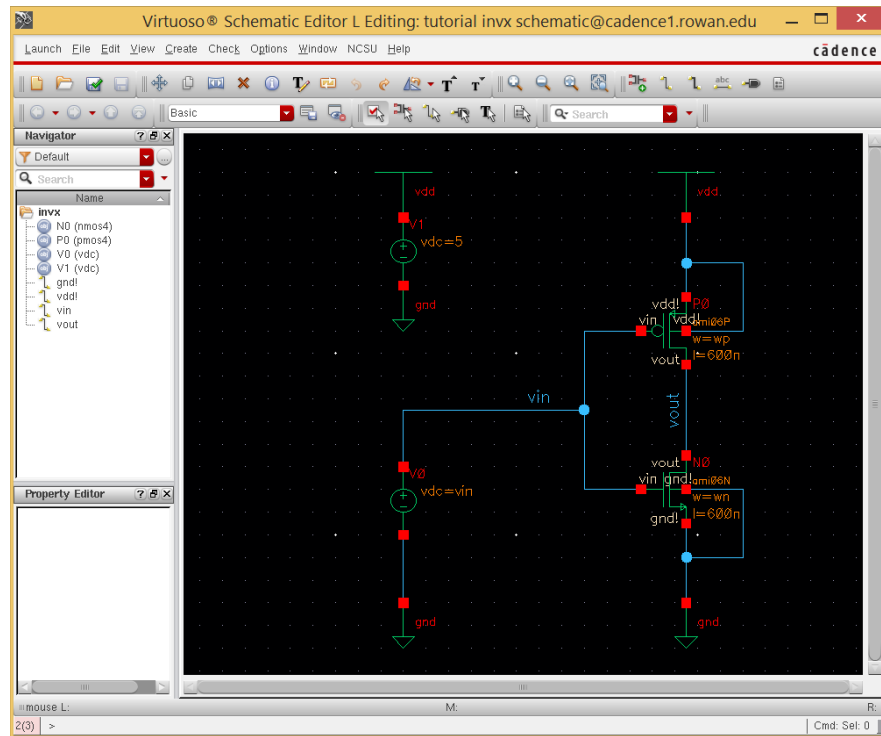 Virtuoso® Schematic Editor L Editing: tutorial invx schematic@cadence1.rowan.edu
Launch File Edit View Create Check Options Window NCSU Help
cādence
Basic
Search
Navigator
Default
Search
Name
invx
N0 (nmos4)
P0 (pmos4)
V0 (vdc)
V1 (vdc)
gnd!
vdd!
vin
vout
Property Editor
vdd
V1
vdc=5
gnd
vdd
vdd! P0
vin vdd! ami06P
w=wp
vout l=600n
vin
vout
V0
vdc=vin
gnd
vout N0
vin gnd! ami06N
w=wn
gnd! l=600n
gnd
mouse L: M: R:
2(3) >
Cmd: Sel: 0